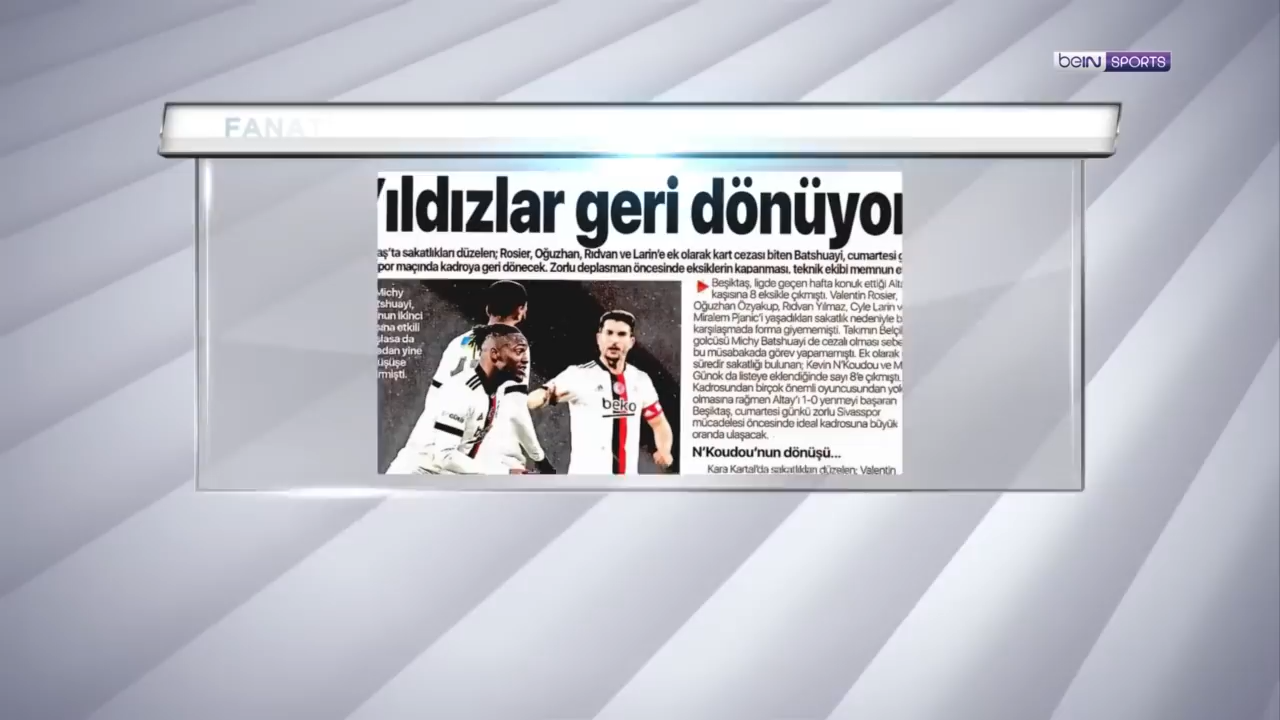 beIN SPORTS
FANAT
Yıldızlar geri dönüyor
aş'ta sakatlıkları düzelen; Rosier, Oğuzhan, Rıdvan ve Larin'e ek olarak kart cezası biten Batshuayi, cumartesi g
por maçında kadroya geri dönecek. Zorlu deplasman öncesinde eksiklerin kapanması, teknik ekibi memnun e
Michy
tshuayi,
nun ikinci
sına etkili
lasa da
adan yine
üşüşe
rmişti.
beko
Beşiktaş, ligde geçen hafta konuk ettiği Alta
kaşısına 8 eksikle çıkmıştı. Valentin Rosier,
Oğuzhan Özyakup, Rıdvan Yılmaz, Cyle Larin v
Miralem Pjanic'i yaşadıkları sakatlık nedeniyle b
karşılaşmada forma giyememişti. Takımın Belçi
golcüsü Michy Batshuayi de cezalı olması sebe
bu müsabakada görev yapamamıştı. Ek olarak
süredir sakatlığı bulunan; Kevin N'Koudou ve M
Günok da listeye eklendiğinde sayı 8'e çıkmıştı.
Kadrosundan birçok önemli oyuncusundan yok
olmasına rağmen Altay'ı 1-0 yenmeyi başaran
Beşiktaş, cumartesi günkü zorlu Sivasspor
mücadelesi öncesinde ideal kadrosuna büyük
oranda ulaşacak.
N'Koudou'nun dönüşü...
Kara Kartal'da sakatlıkları düzelen; Valentin